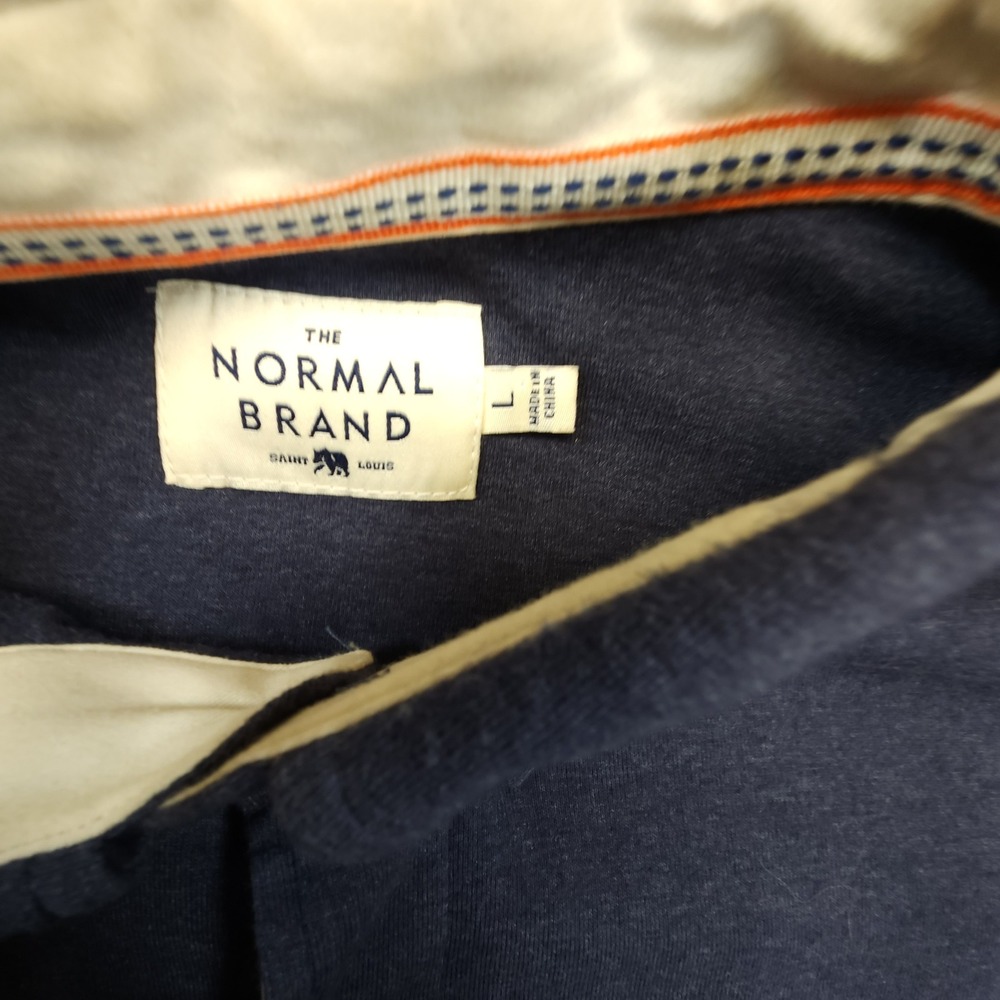 THE
NORMAL
BRAND
SAINT LOUIS
L
MADE IN
CHINA